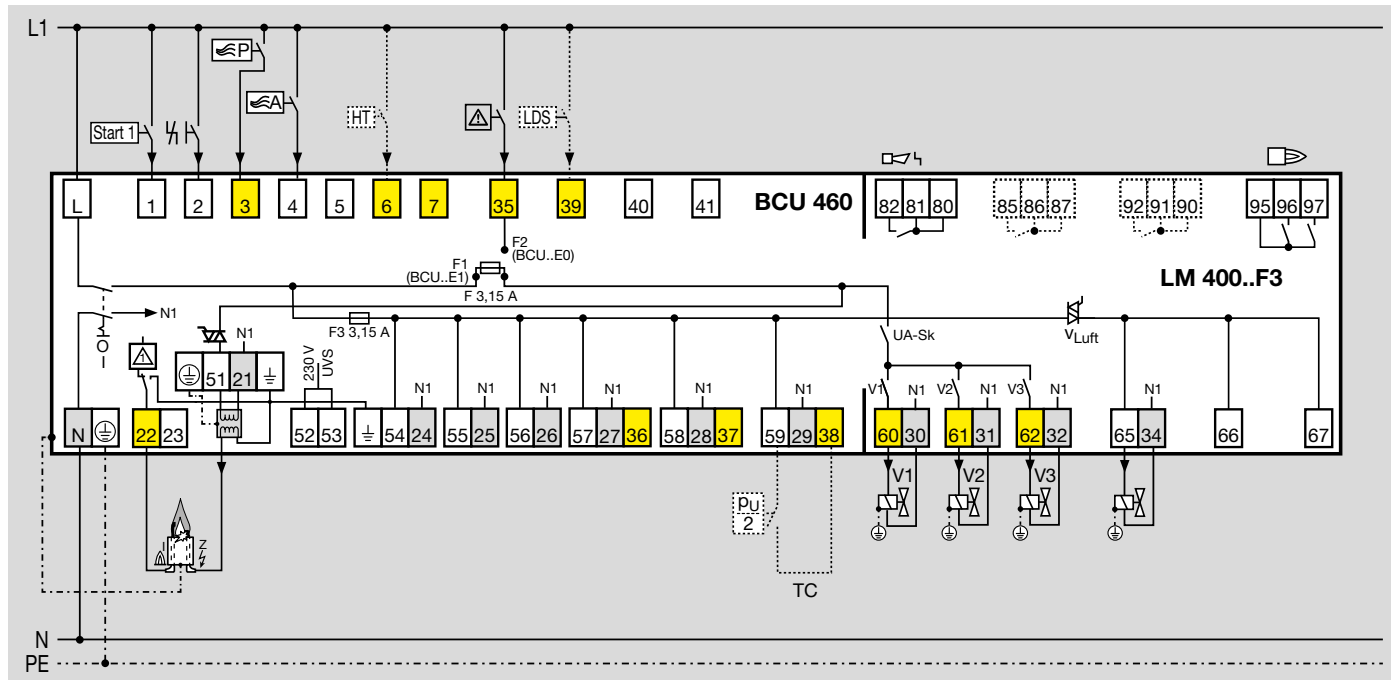 L1
P
A
Start 1
HT
LDS
L 1 2 3 4 5 6 7 35 39 40 41
BCU 460
82 81 80 85 86 87 92 91 90 95 96 97
LM 400..F3
F2
(BCU..E0)
F1
(BCU..E1)
F 3,15 A
N1
F3 3,15 A
UA-Sk
VLuft
O
I
1
51 21
N1
230 V
UVS
N1 N1 N1 N1 N1 N1
V1 N1 V2 N1 V3 N1 N1
N 22 23 52 53 54 24 55 25 56 26 57 27 36 58 28 37 59 29 38 60 30 61 31 62 32 65 34 66 67
V1 V2 V3
pU
2
TC
I
Z
N
PE